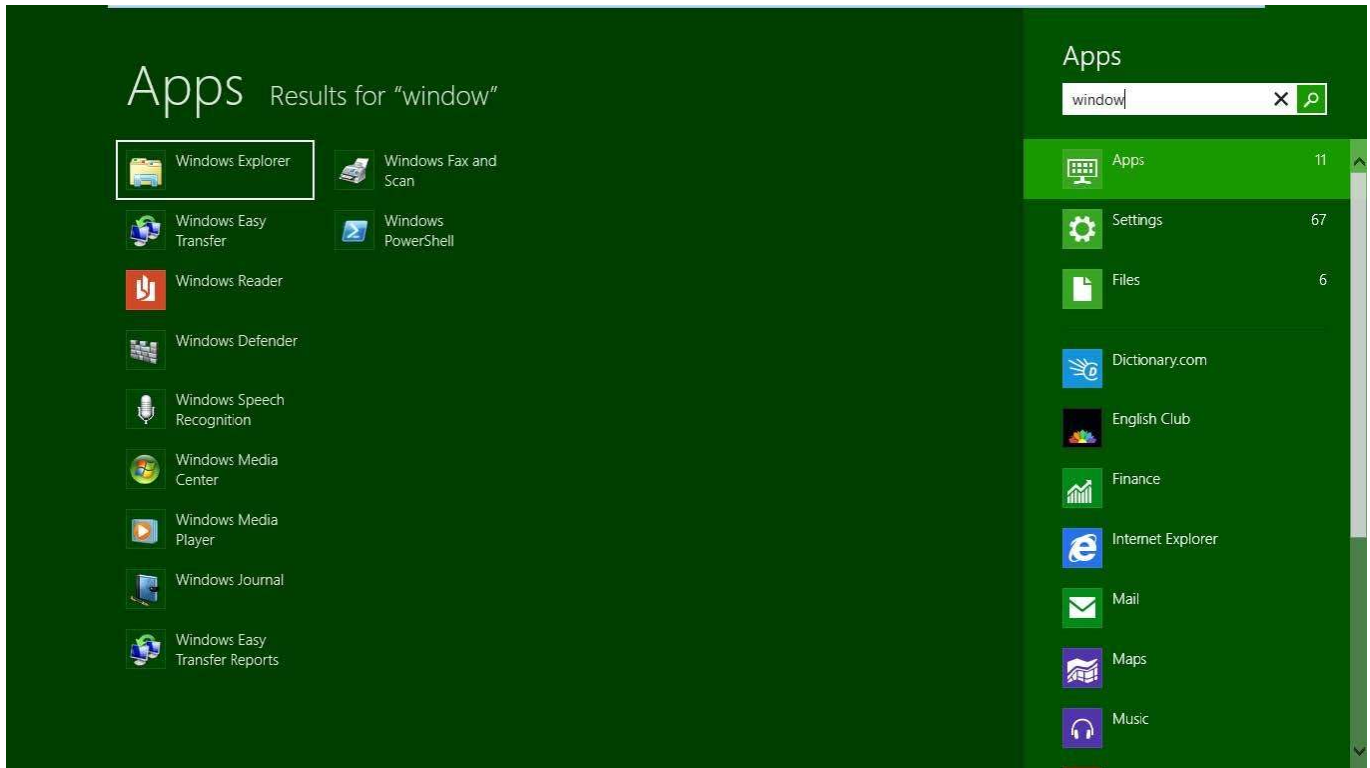 Apps Results for “window”
Windows Explorer
Windows Easy
Transfer
Windows Reader
Windows Defender
Windows Speech
Recognition
Windows Media
Center
Windows Media
Player
Windows Journal
Windows Easy
Transfer Reports
Windows Fax and
Scan
Windows
PowerShell
Apps
window
Apps 11
Settings 67
Files 6
Dictionary.com
English Club
Finance
Internet Explorer
Mail
Maps
Music